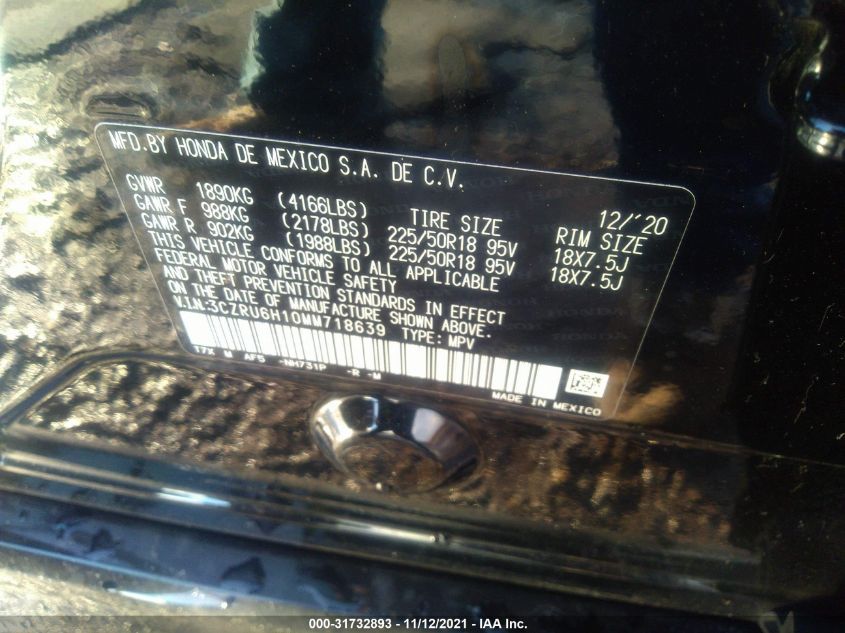 MFD.BY HONDA DE MEXICO S.A. DE C.V.
12/'20
GVWR 1890KG (4166LBS) TIRE SIZE RIM SIZE
GAWR F 988KG (2178LBS) 225/50R18 95V 18X7.5J
GAWR R 902KG (1988LBS) 225/50R18 95V 18X7.5J
THIS VEHICLE CONFORMS TO ALL APPLICABLE
FEDERAL MOTOR VEHICLE SAFETY
AND THEFT PREVENTION STANDARDS IN EFFECT
ON THE DATE OF MANUFACTURE SHOWN ABOVE.
V.I.N.:3CZRU6H10MM718639 TYPE: MPV
17X M AFS -NH731P -R -M
MADE IN MEXICO
000-31732893 - 11/12/2021 - IAA Inc.